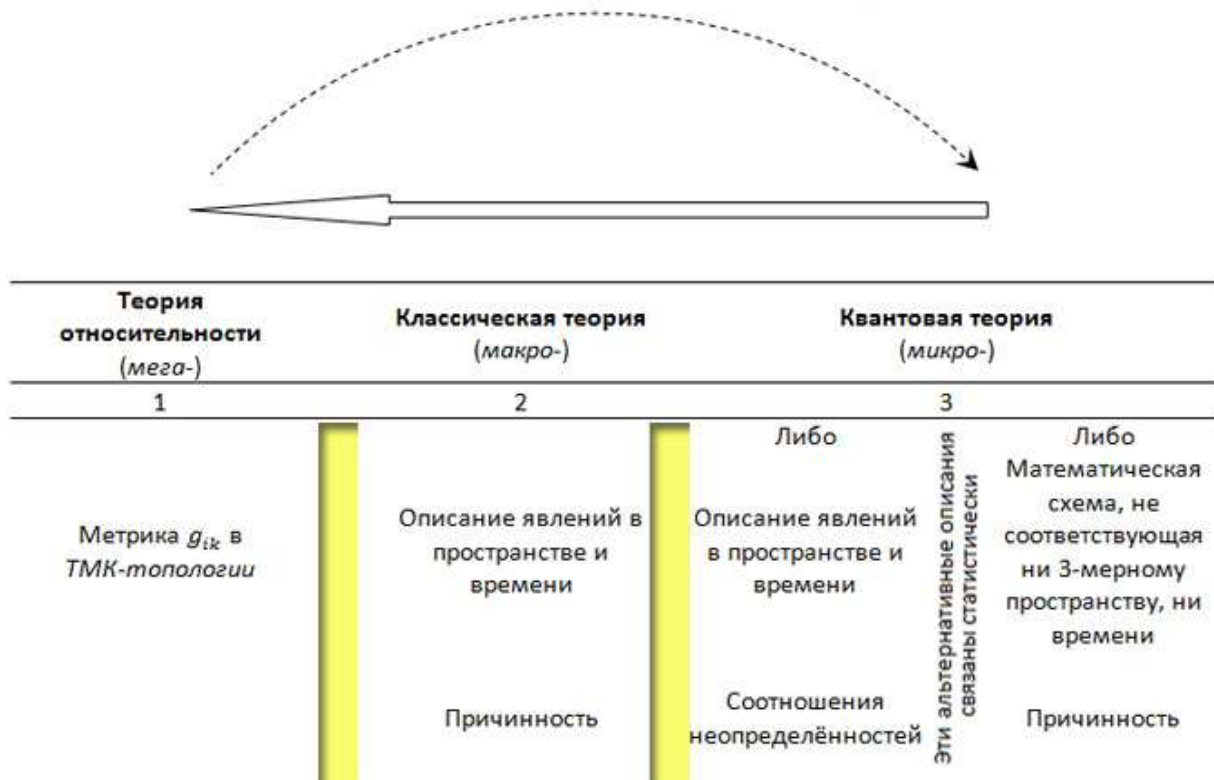 Теория
относительности
(мега-)
Классическая теория
(макро-)
Квантовая теория
(микро-)
1
2
3
Метрика g_{ik} в
ТМК-топологии
Описание явлений в
пространстве и
времени
Причинность
Либо
Описание явлений
в пространстве и
времени
Соотношения
неопределённостей
Эти альтернативные описания
связаны статистически
Либо
Математическая
схема, не
соответствующая
ни 3-мерному
пространству, ни
времени
Причинность